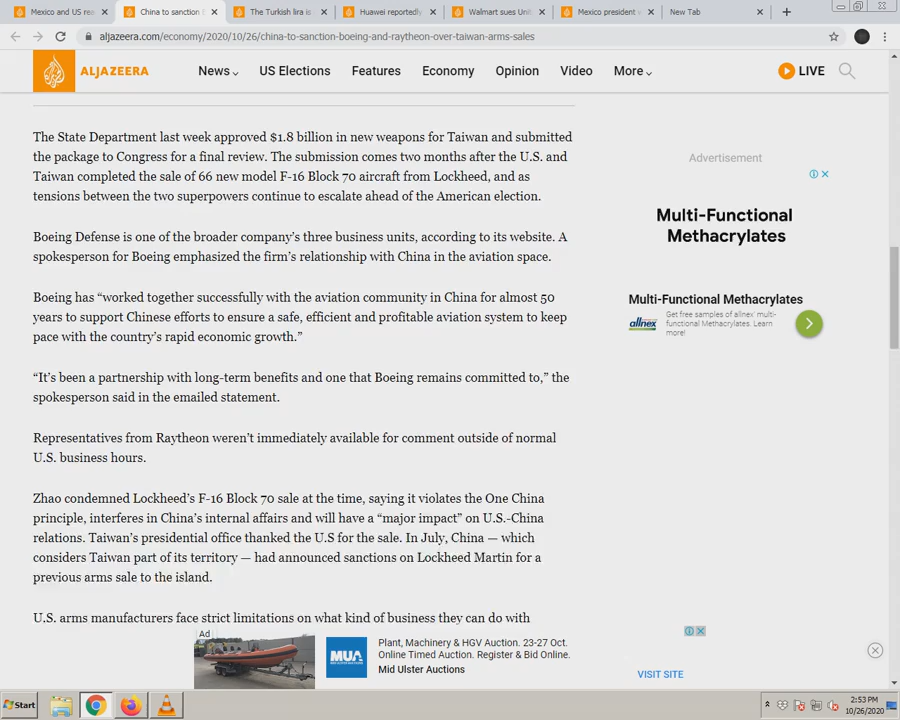 Mexico and US rea
China to sanction B
The Turkish lira is
Huawei reportedly
Walmart sues Unit
Mexico president v
New Tab
aljazeera.com/economy/2020/10/26/china-to-sanction-boeing-and-raytheon-over-taiwan-arms-sales
ALJAZEERA
News
US Elections
Features
Economy
Opinion
Video
More
LIVE
The State Department last week approved $1.8 billion in new weapons for Taiwan and submitted
the package to Congress for a final review. The submission comes two months after the U.S. and
Taiwan completed the sale of 66 new model F-16 Block 70 aircraft from Lockheed, and as
tensions between the two superpowers continue to escalate ahead of the American election.
Boeing Defense is one of the broader company’s three business units, according to its website. A
spokesperson for Boeing emphasized the firm’s relationship with China in the aviation space.
Boeing has “worked together successfully with the aviation community in China for almost 50
years to support Chinese efforts to ensure a safe, efficient and profitable aviation system to keep
pace with the country’s rapid economic growth.”
“It’s been a partnership with long-term benefits and one that Boeing remains committed to,” the
spokesperson said in the emailed statement.
Representatives from Raytheon weren’t immediately available for comment outside of normal
U.S. business hours.
Zhao condemned Lockheed’s F-16 Block 70 sale at the time, saying it violates the One China
principle, interferes in China’s internal affairs and will have a “major impact” on U.S.-China
relations. Taiwan’s presidential office thanked the U.S for the sale. In July, China — which
considers Taiwan part of its territory — had announced sanctions on Lockheed Martin for a
previous arms sale to the island.
U.S. arms manufacturers face strict limitations on what kind of business they can do with
Advertisement
Multi-Functional
Methacrylates
Multi-Functional Methacrylates
allnex
Get free samples of allnex' multi-
functional Methacrylates. Learn
more!
Ad
MUA
MID ULSTER AUCTIONS
Plant, Machinery & HGV Auction. 23-27 Oct.
Online Timed Auction. Register & Bid Online.
Mid Ulster Auctions
VISIT SITE
Start
2:53 PM
10/26/2020